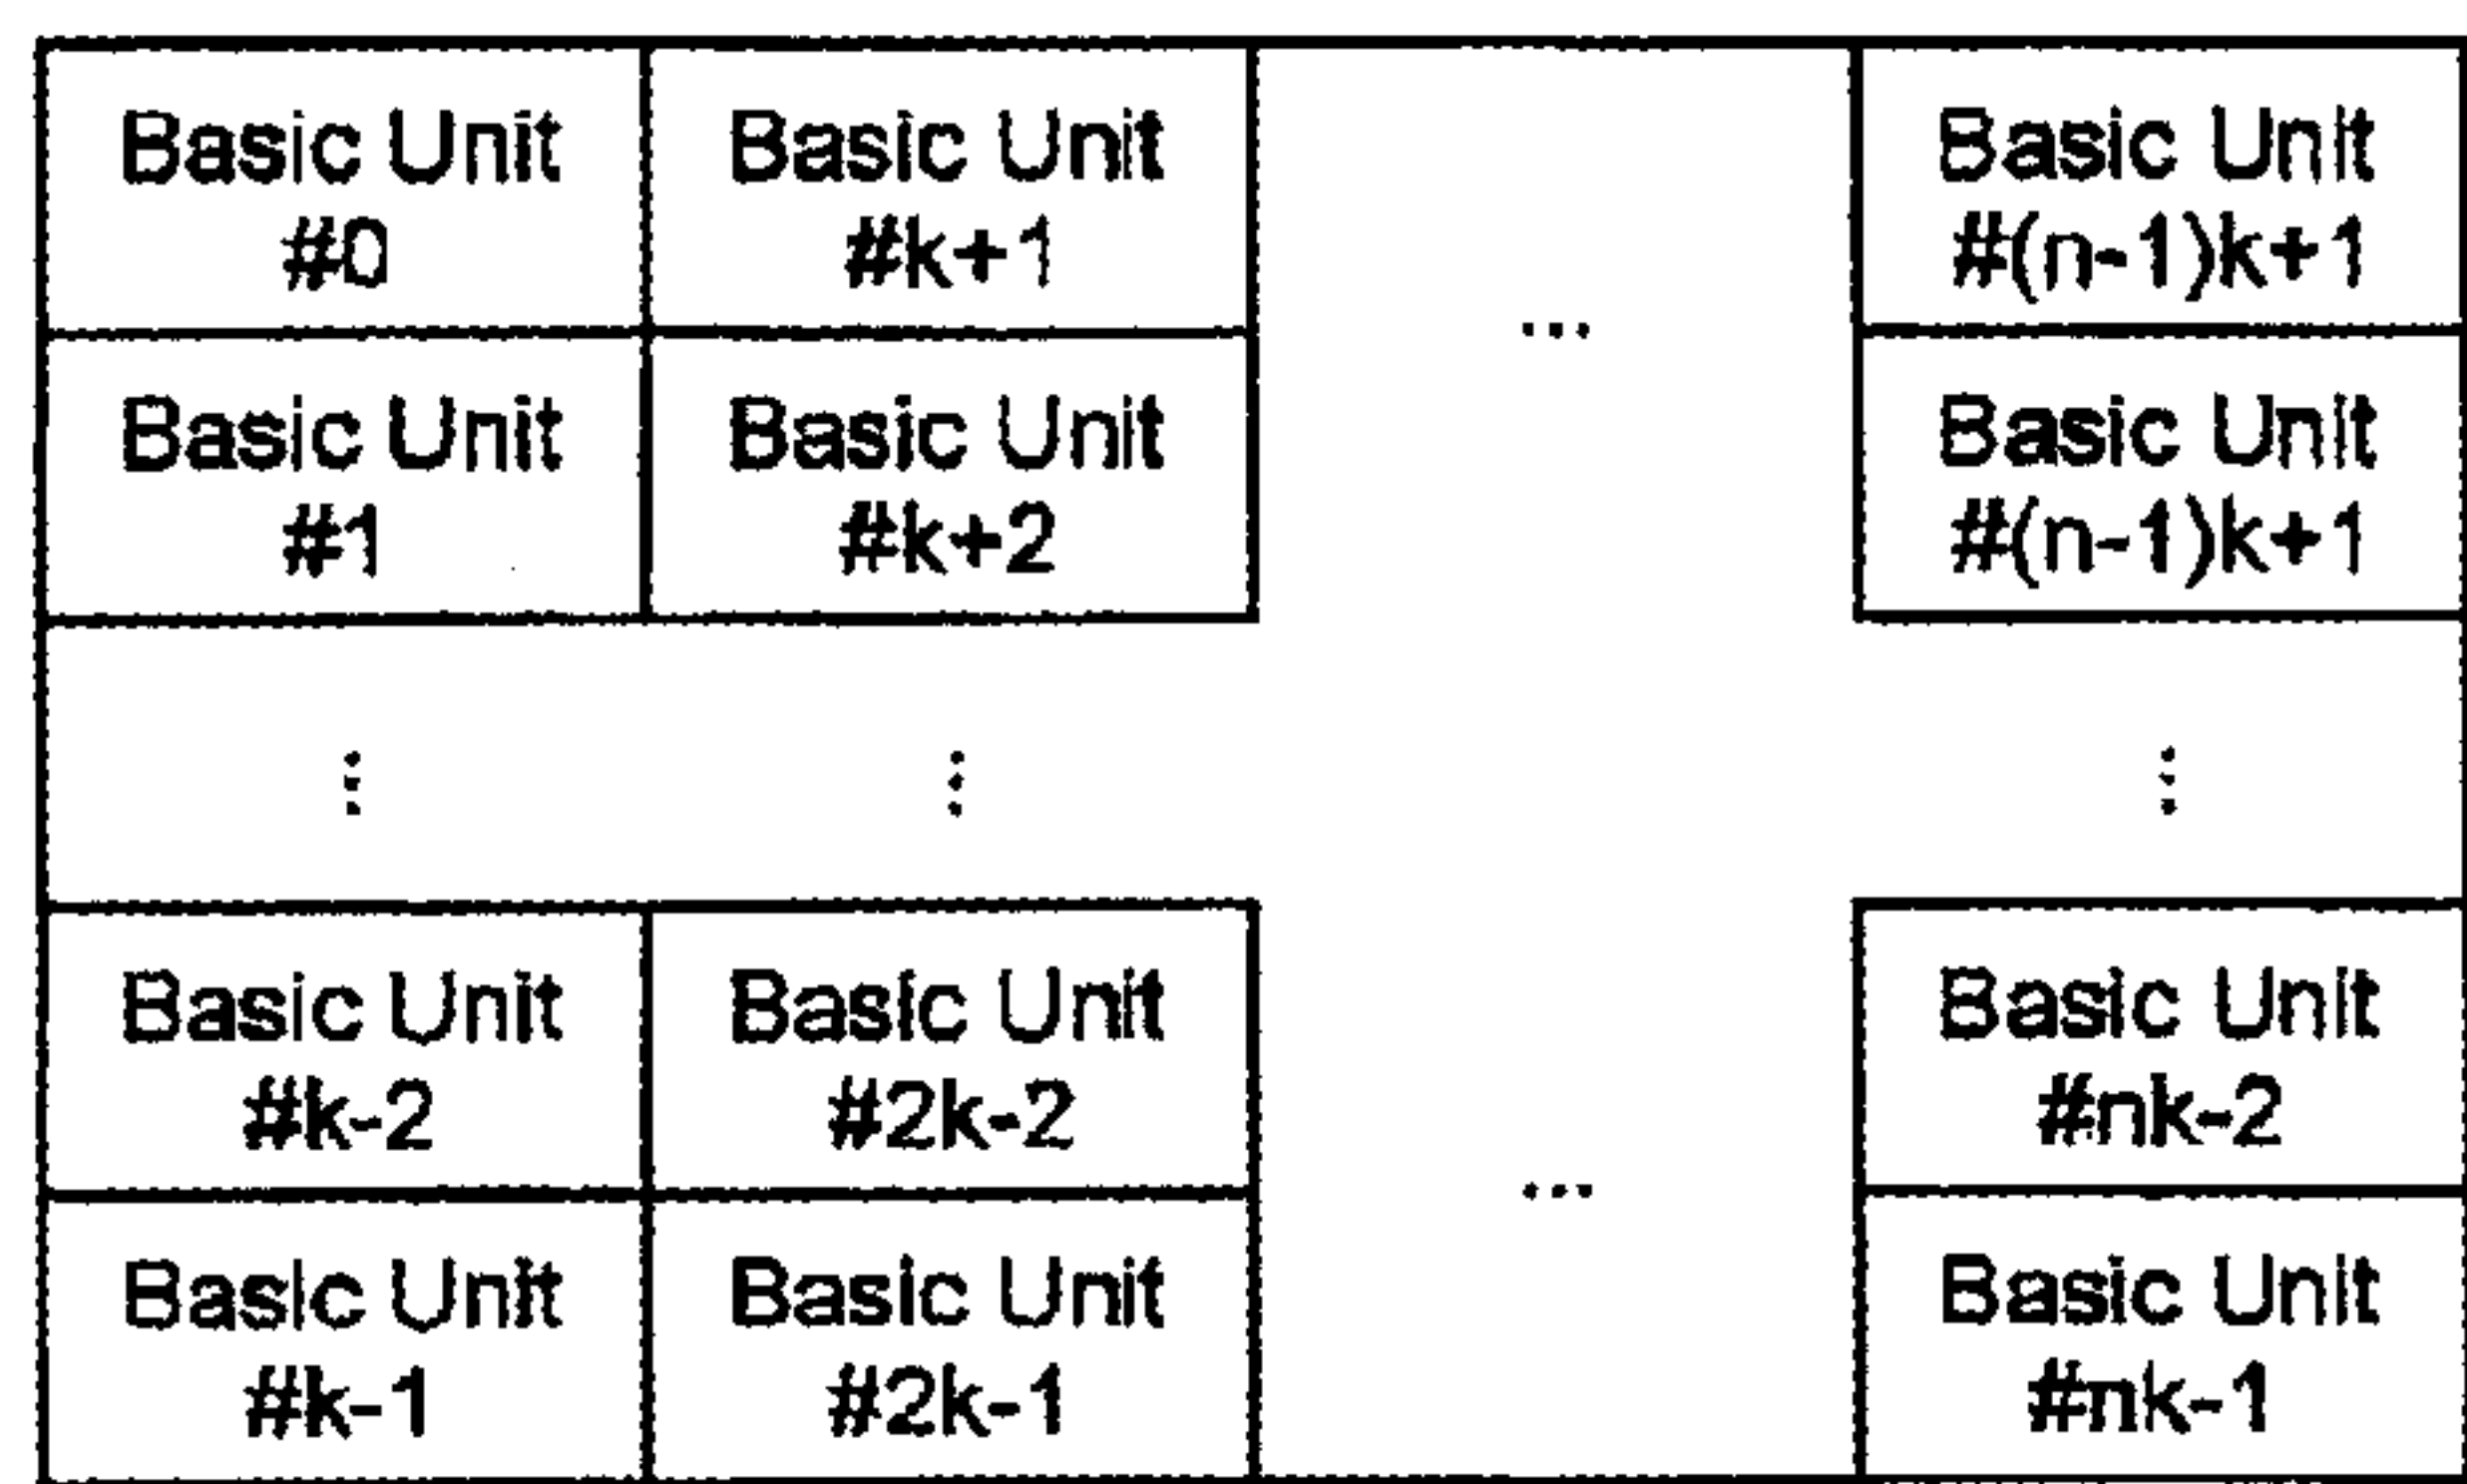 Basic Unit
#0
Basic Unit
#k+1
...
Basic Unit
#(n-1)k+1
Basic Unit
#1
Basic Unit
#k+2
Basic Unit
#(n-1)k+1
⋮
⋮
⋮
Basic Unit
#k-2
Basic Unit
#2k-2
Basic Unit
#nk-2
...
Basic Unit
#k-1
Basic Unit
#2k-1
Basic Unit
#nk-1